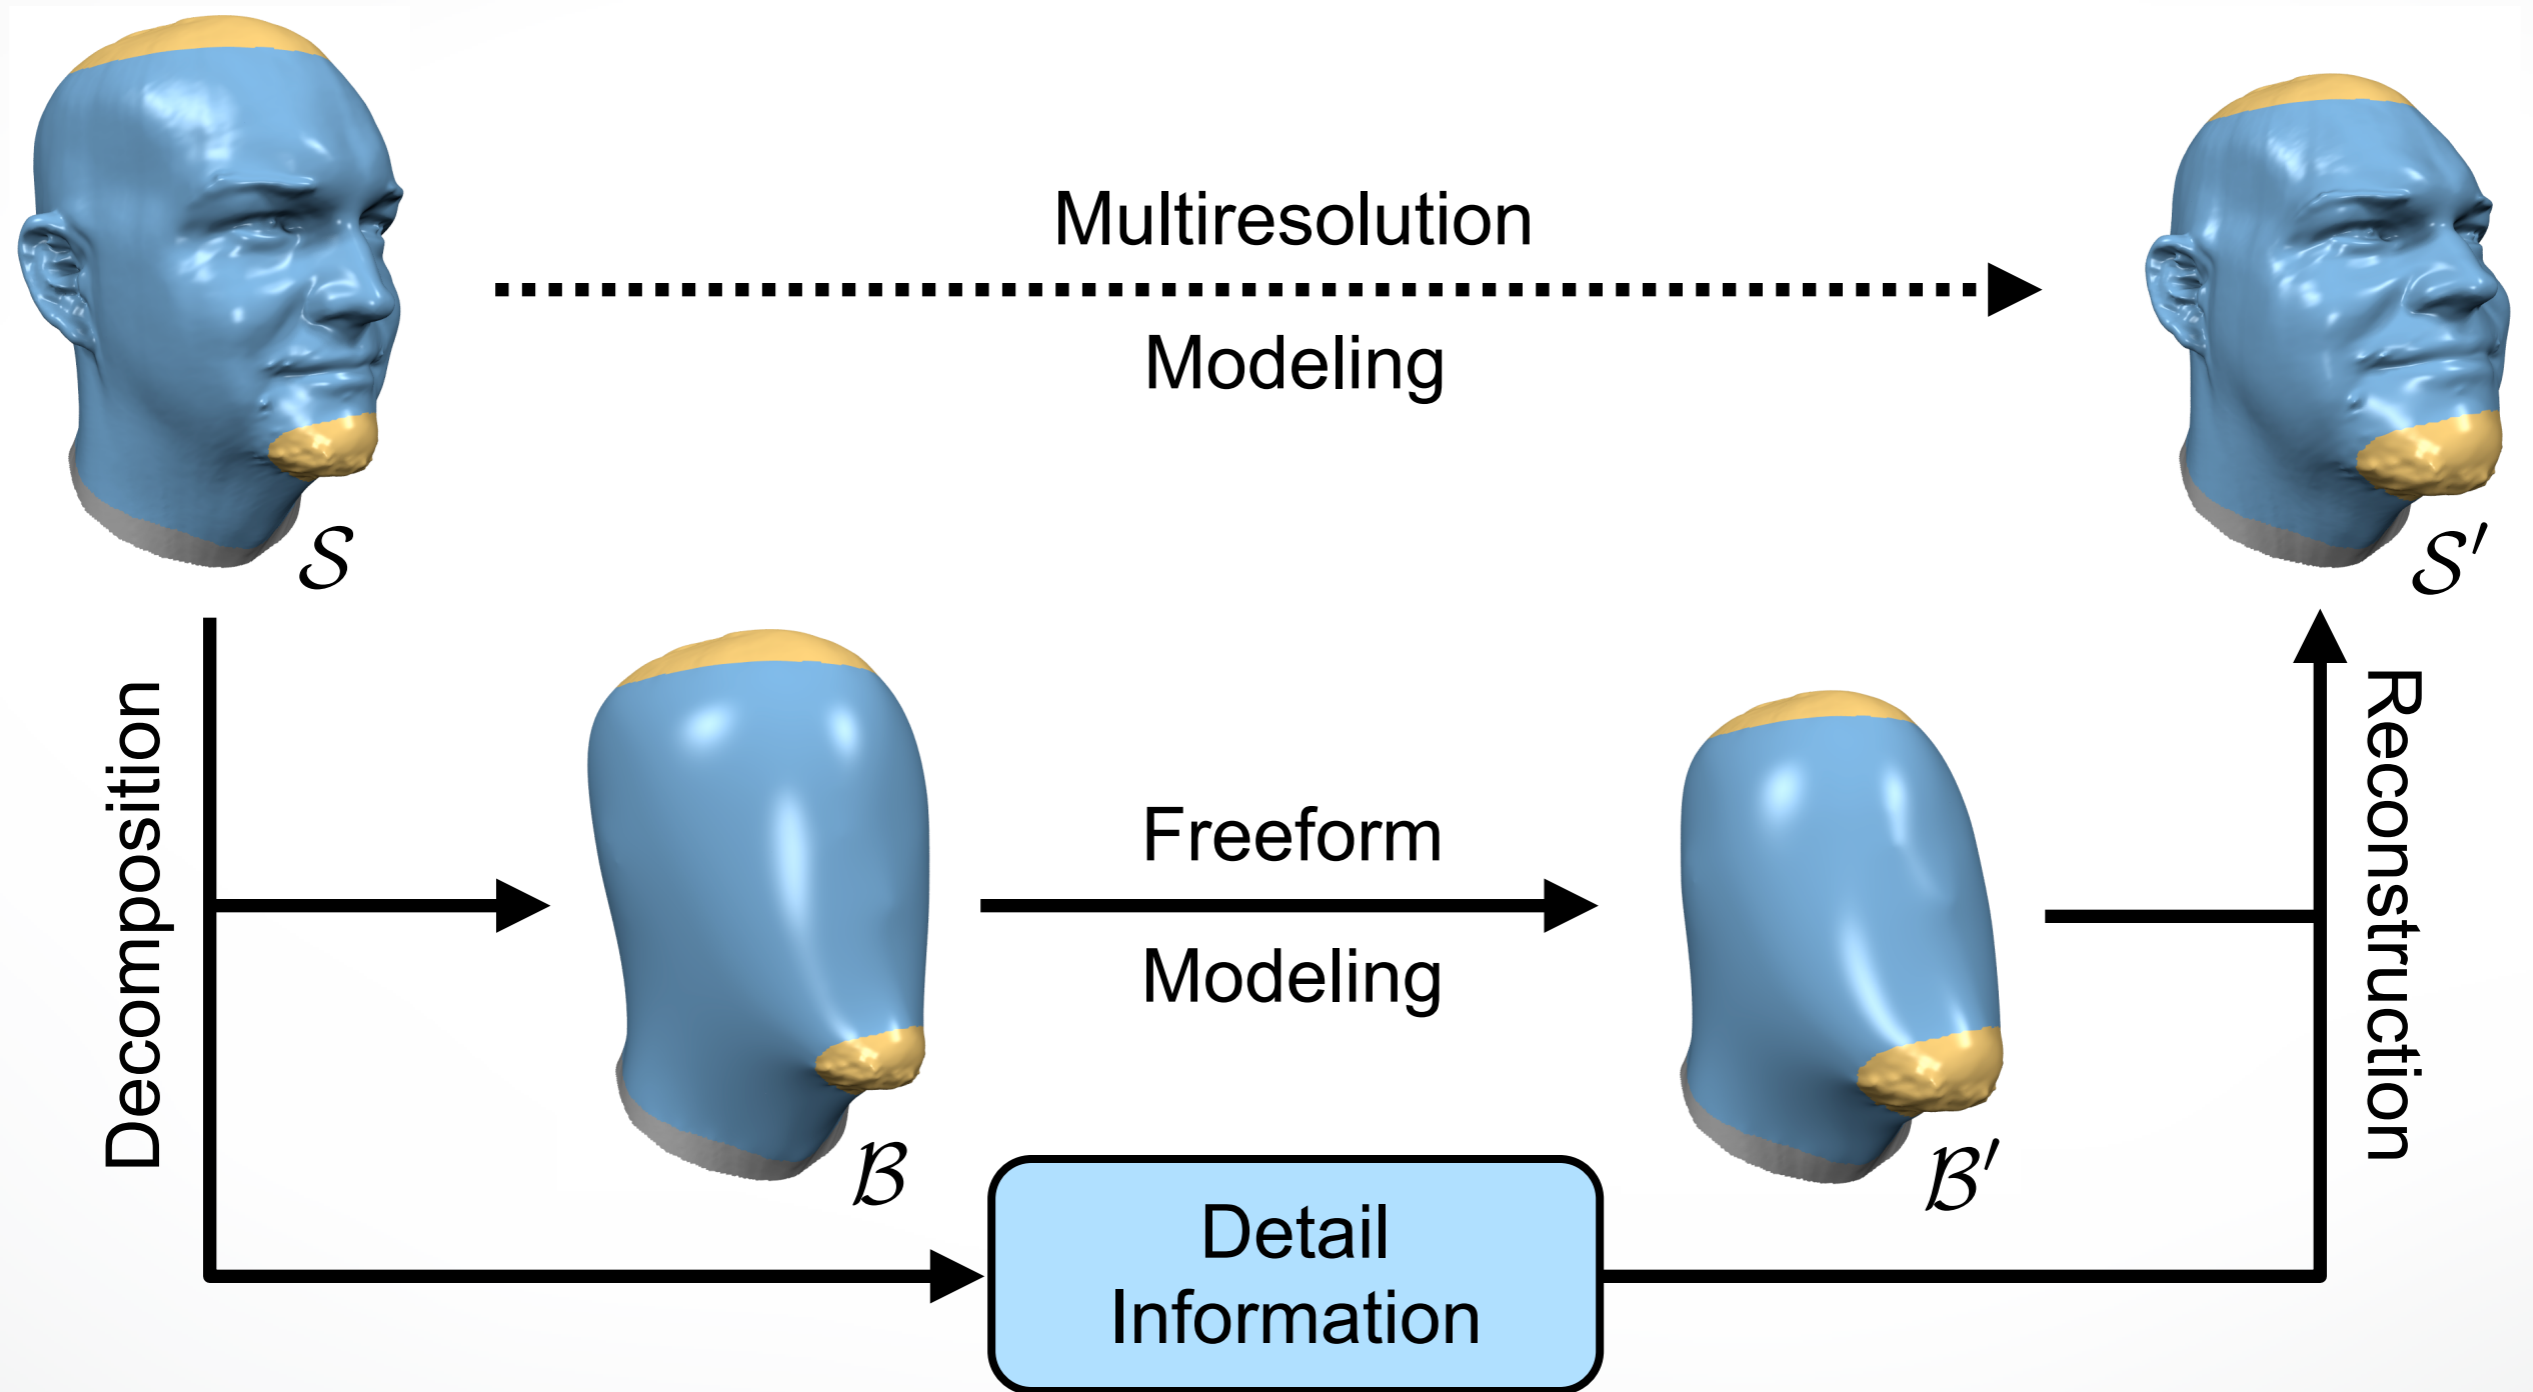 Multiresolution
Modeling
𝒮
𝒮′
Decomposition
Freeform
Modeling
Reconstruction
ℬ
ℬ′
Detail
Information